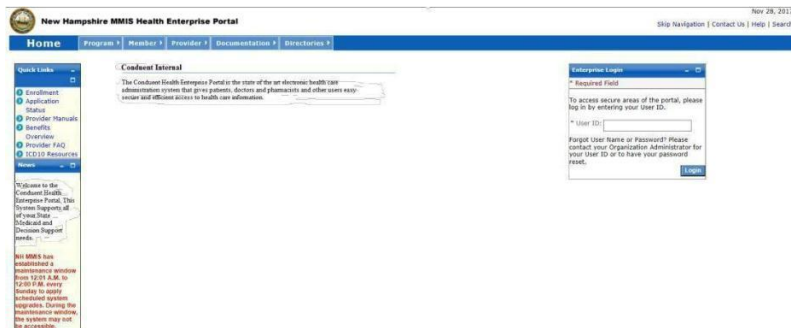 Nov 28, 201
New Hampshire MMIS Health Enterprise Portal
Skip Navigation | Contact Us | Help | Search
Home
Program
Member
Provider
Documentation
Directories
Quick Links
Enrollment
Application
Status
Provider Manuals
Benefits
Overview
Provider FAQ
ICD10 Resources
News
Welcome to the
Conduent Health
Enterprise Portal. This
System Supports all
of your State
Medicaid and
Decision Support
needs.
NH MMIS has
established a
maintenance window
from 12:01 A.M. to
12:00 P.M. every
Sunday to apply
scheduled system
upgrades. During the
maintenance window,
the system may not
be accessible.
Conduent Internal
The Conduent Health Enterprise Portal is the state of the art electronic health care
administration system that gives patients, doctors and pharmacists and other users easy
secure and efficient access to health care information.
Enterprise Login
* Required Field
To access secure areas of the portal, please
log in by entering your User ID.
* User ID:
Forgot User Name or Password? Please
contact your Organization Administrator for
your User ID or to have your password
reset.
Login